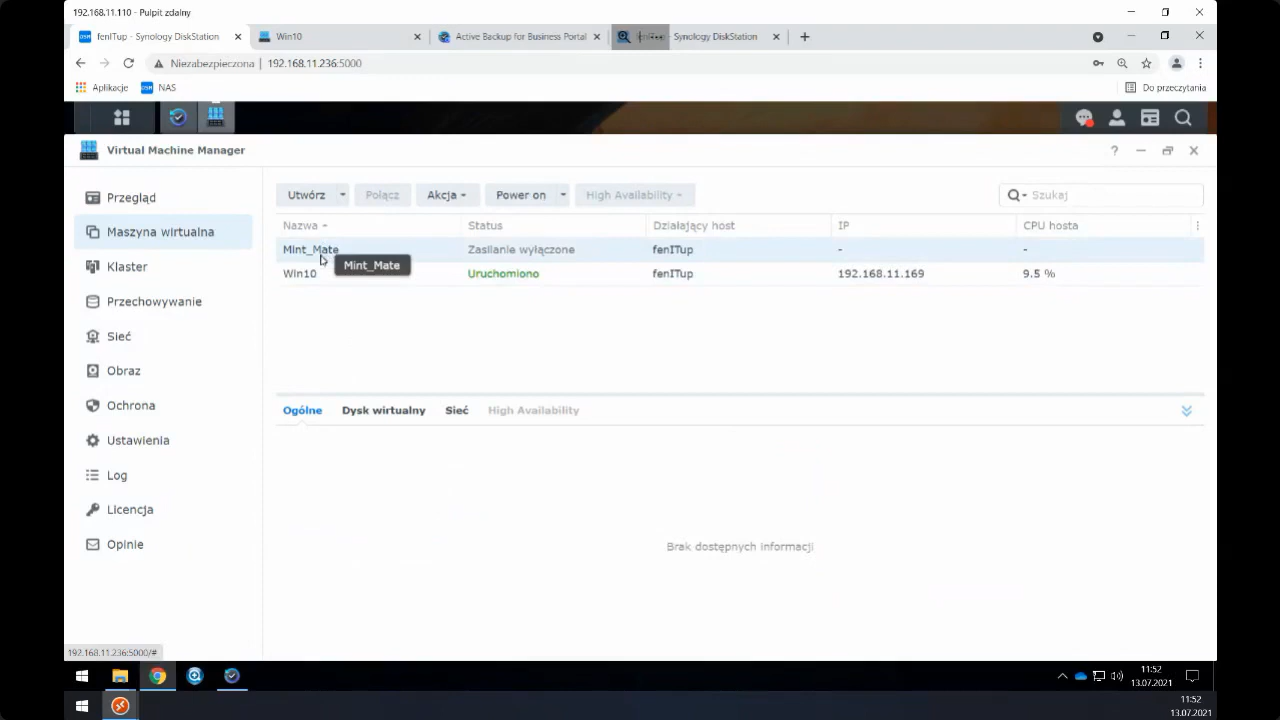 192.168.11.110 - Pulpit zdalny
fenITup - Synology DiskStation
Win10
Active Backup for Business Portal
Synology DiskStation
Niezabezpieczona | 192.168.11.236:5000
Aplikacje
NAS
Do przeczytania
Virtual Machine Manager
Przegląd
Maszyna wirtualna
Klaster
Przechowywanie
Sieć
Obraz
Ochrona
Ustawienia
Log
Licencja
Opinie
Utwórz
Połącz
Akcja
Power on
High Availability
Szukaj
Nazwa
Status
Działający host
IP
CPU hosta
Mint_Mate
Zasilanie wyłączone
fenITup
-
-
Mint_Mate
Win10
Uruchomiono
fenITup
192.168.11.169
9.5 %
Ogólne
Dysk wirtualny
Sieć
High Availability
Brak dostępnych informacji
192.168.11.236:5000/#
11:52
13.07.2021
11:52
13.07.2021